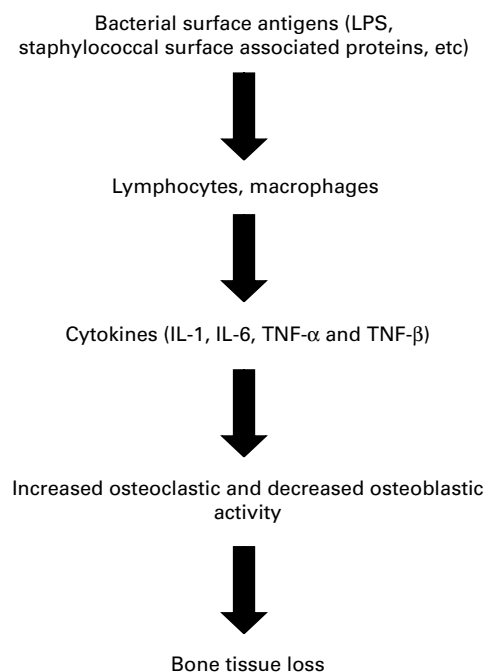 Bacterial surface antigens (LPS,
staphylococcal surface associated proteins, etc)
Lymphocytes, macrophages
Cytokines (IL-1, IL-6, TNF-α and TNF-β)
Increased osteoclastic and decreased osteoblastic
activity
Bone tissue loss